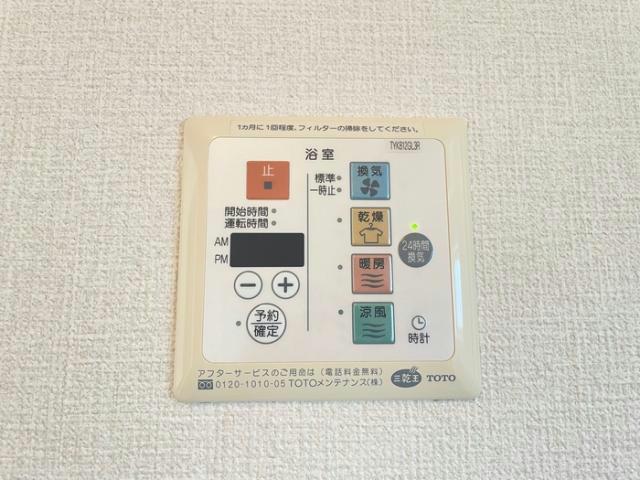 1ヵ月に1回程度、フィルターの掃除をしてください。
浴室
TYK812GL3R
止
換気
標準
一時止
開始時間
運転時間
乾燥
AM
PM
24時間
換気
暖房
予約
確定
涼風
時計
アフターサービスのご用命は（電話料金無料）
0120-1010-05 TOTOメンテナンス(株)
三乾王 TOTO